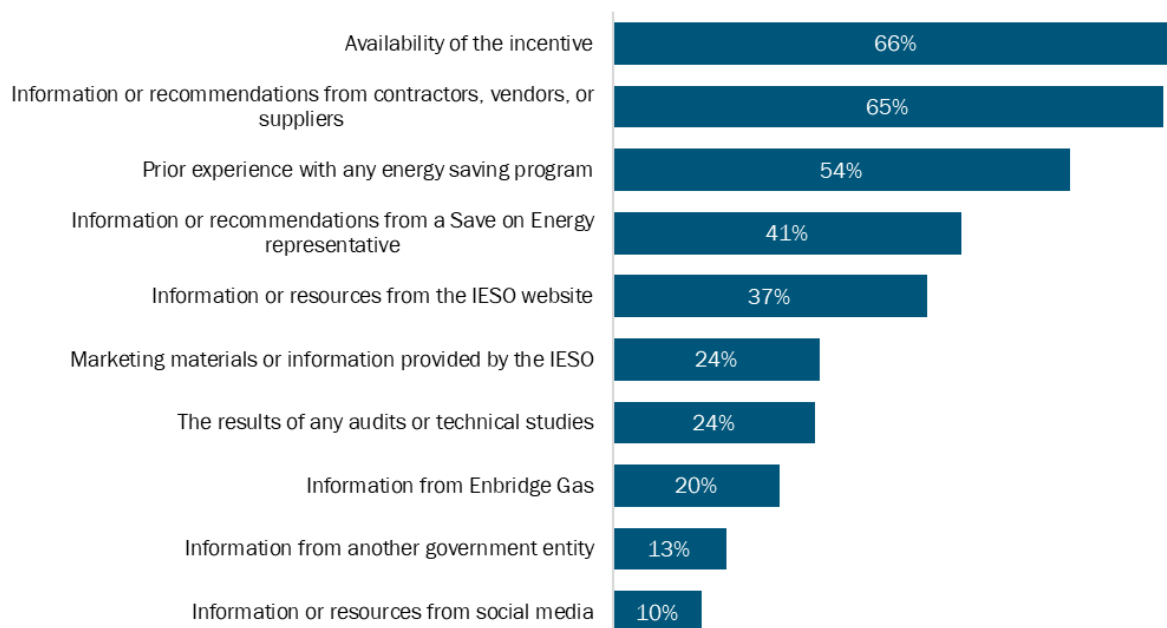 Availability of the incentive
66%
Information or recommendations from contractors, vendors, or
suppliers
65%
Prior experience with any energy saving program
54%
Information or recommendations from a Save on Energy
representative
41%
Information or resources from the IESO website
37%
Marketing materials or information provided by the IESO
24%
The results of any audits or technical studies
24%
Information from Enbridge Gas
20%
Information from another government entity
13%
Information or resources from social media
10%